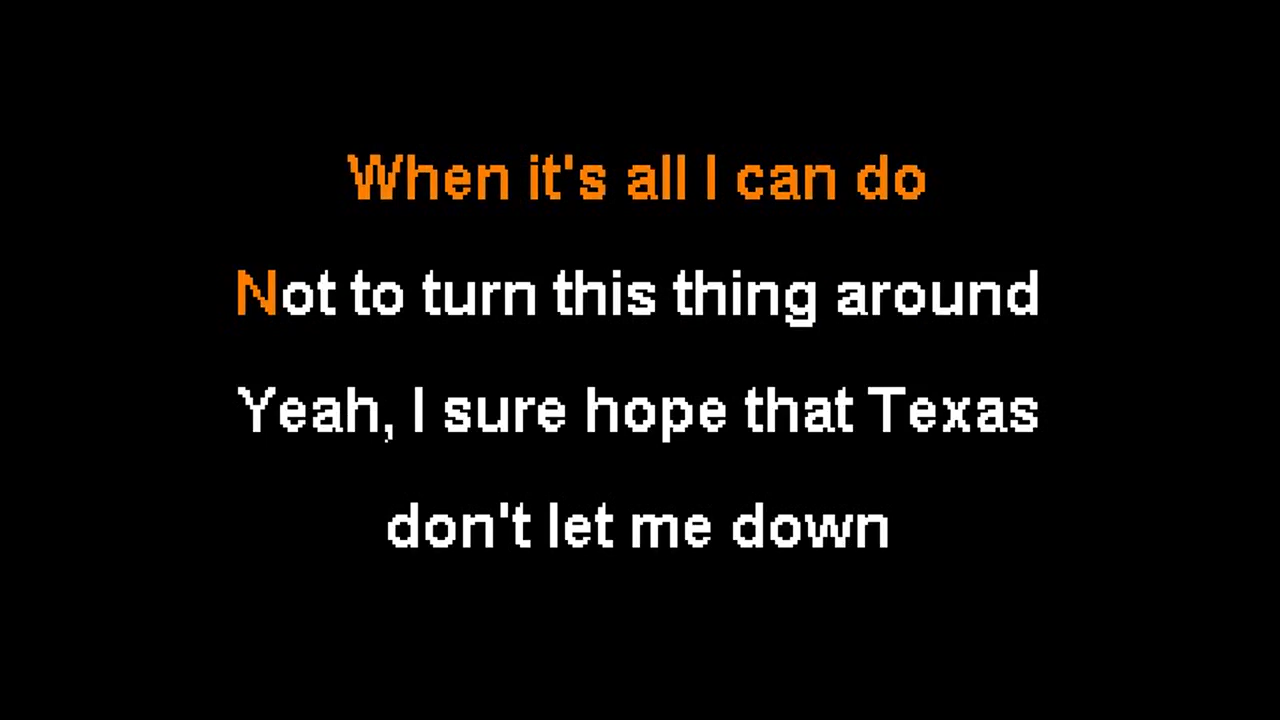 When it's all I can do
Not to turn this thing around
Yeah, I sure hope that Texas
don't let me down